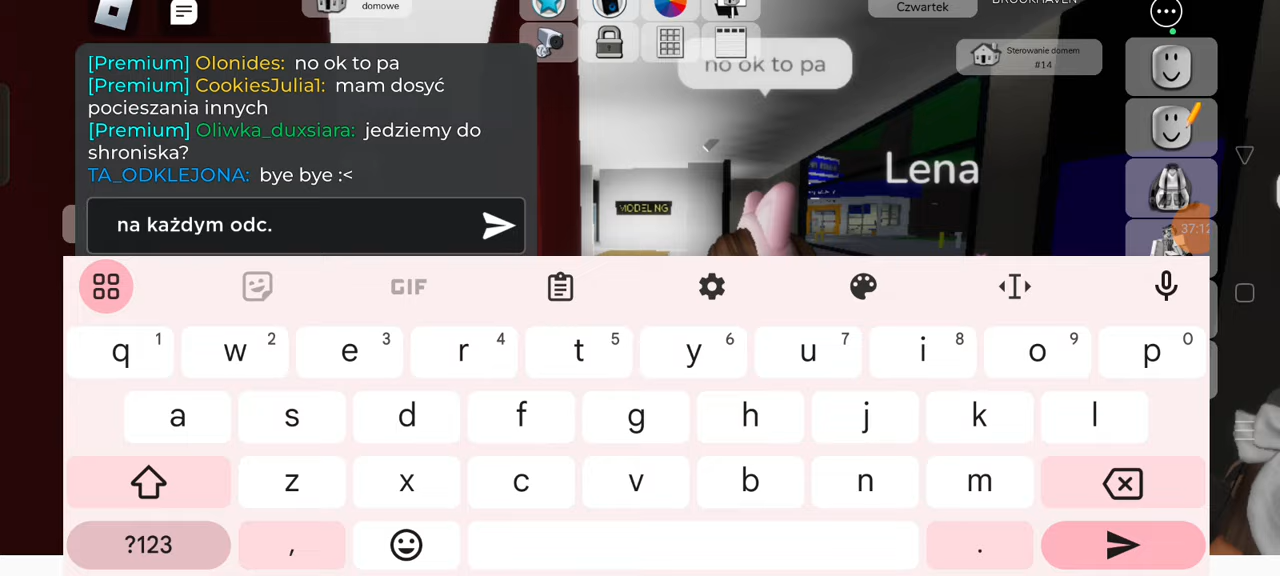 domowe
Czwartek
BROOKHAVEN
[Premium] Olonides: no ok to pa
[Premium] CookiesJulia1: mam dosyć
pocieszania innych
[Premium] Oliwka_duxsiara: jedziemy do
shroniska?
TA_ODKLEJONA: bye bye :<
na każdym odc.
no ok to pa
Sterowanie domem
#14
Lena
MODELING
37:12
GIF
q 1 w 2 e 3 r 4 t 5 y 6 u 7 i 8 o 9 p 0
a s d f g h j k l
z x c v b n m
?123 , .